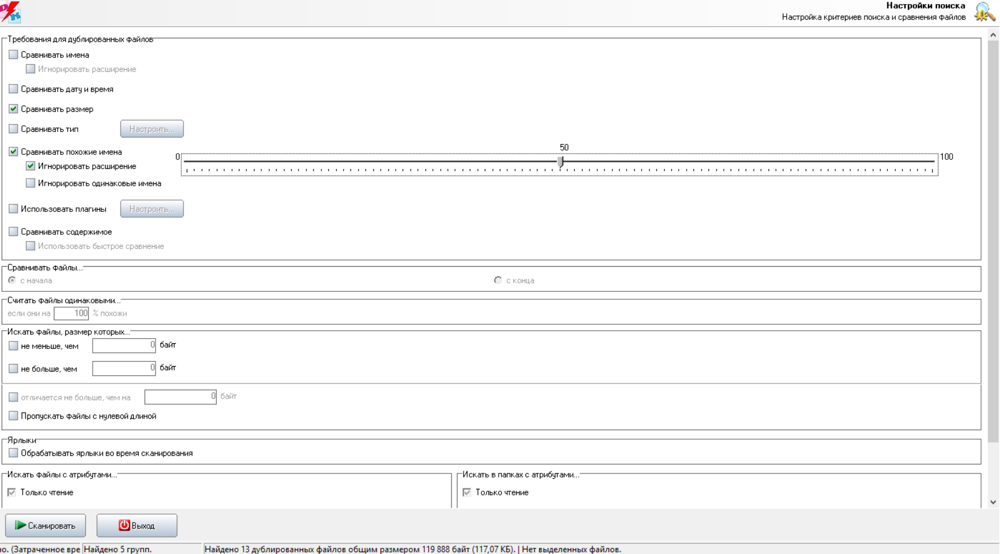 Настройки поиска
Настройка критериев поиска и сравнения файлов
Требования для дублированных файлов
Сравнивать имена
Игнорировать расширение
Сравнивать дату и время
Сравнивать размер
Сравнивать тип Настроить...
Сравнивать похожие имена
50
0 100
Игнорировать расширение
Игнорировать одинаковые имена
Использовать плагины Настроить...
Сравнивать содержимое
Использовать быстрое сравнение
Сравнивать файлы...
с начала с конца
Считать файлы одинаковыми...
если они на 100 % похожи
Искать файлы, размер которых...
не меньше, чем 0 байт
не больше, чем 0 байт
отличается не больше, чем на 0 байт
Пропускать файлы с нулевой длиной
Ярлыки
Обрабатывать ярлыки во время сканирования
Искать файлы с атрибутами... Искать в папках с атрибутами...
Только чтение Только чтение
Сканировать Выход
но. (Затраченное вре Найдено 5 групп. Найдено 13 дублированных файлов общим размером 119 888 байт (117,07 КБ). | Нет выделенных файлов.